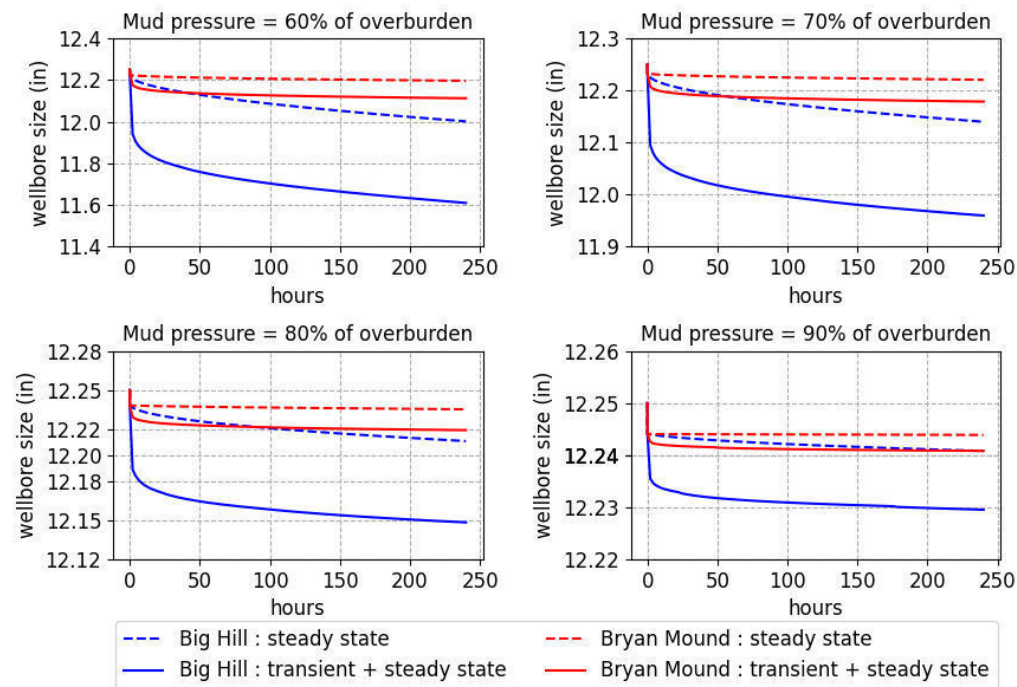 Mud pressure = 60% of overburden
12.4
12.2
12.0
11.8
11.6
11.4
wellbore size (in)
0 50 100 150 200 250
hours
Mud pressure = 70% of overburden
12.3
12.2
12.1
12.0
11.9
wellbore size (in)
0 50 100 150 200 250
hours
Mud pressure = 80% of overburden
12.28
12.25
12.22
12.20
12.18
12.15
12.12
wellbore size (in)
0 50 100 150 200 250
hours
Mud pressure = 90% of overburden
12.26
12.25
12.24
12.23
12.22
wellbore size (in)
0 50 100 150 200 250
hours
Big Hill : steady state
Big Hill : transient + steady state
Bryan Mound : steady state
Bryan Mound : transient + steady state